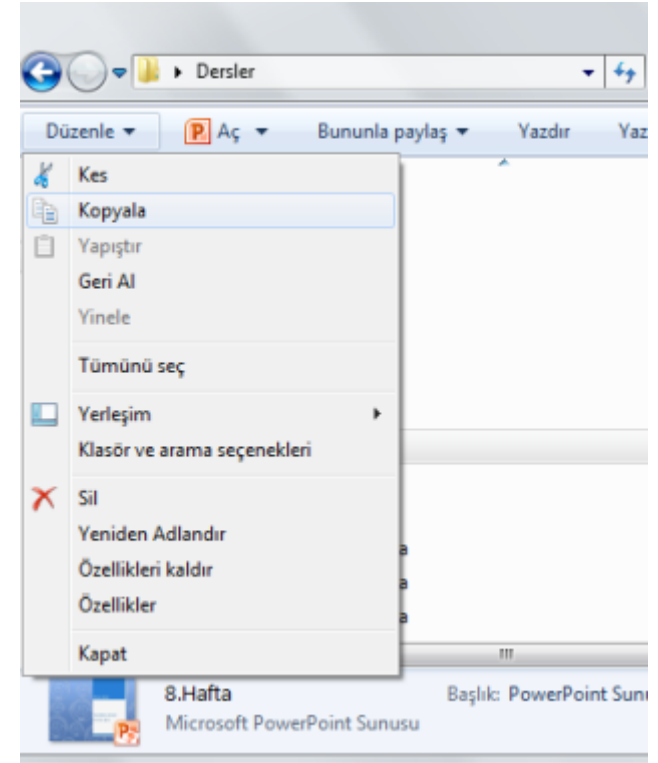 Dersler
Düzenle Aç Bununla paylaş Yazdır
Kes
Kopyala
Yapıştır
Geri Al
Yinele
Tümünü seç
Yerleşim
Klasör ve arama seçenekleri
Sil
Yeniden Adlandır
Özellikleri kaldır
Özellikler
Kapat
8.Hafta Başlık: PowerPoint
Microsoft PowerPoint Sunusu